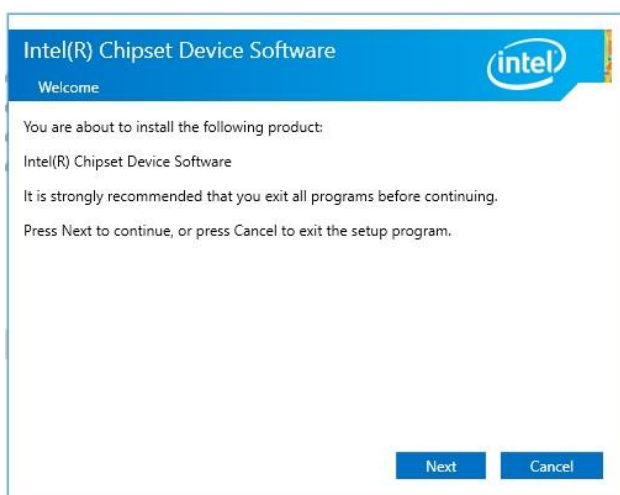 Intel(R) Chipset Device Software
intel
Welcome
You are about to install the following product:
Intel(R) Chipset Device Software
It is strongly recommended that you exit all programs before continuing.
Press Next to continue, or press Cancel to exit the setup program.
Next Cancel